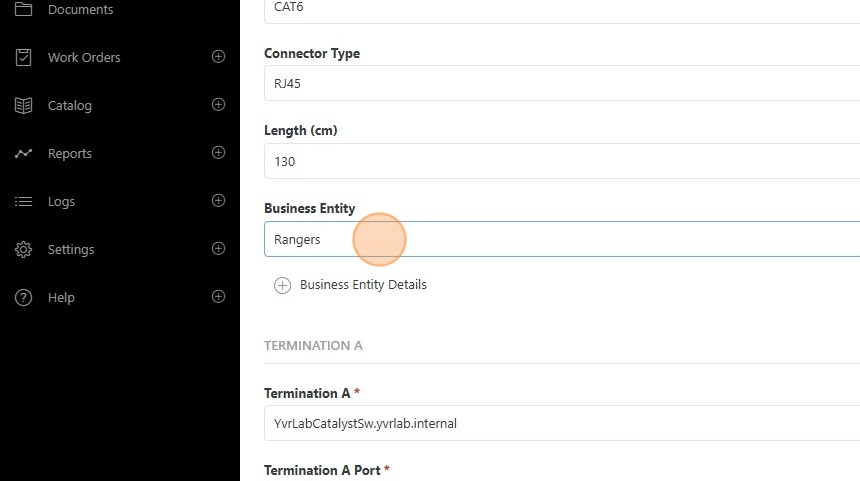 Documents
Work Orders
Catalog
Reports
Logs
Settings
Help
CAT6
Connector Type
RJ45
Length (cm)
130
Business Entity
Rangers
Business Entity Details
TERMINATION A
Termination A *
YvrLabCatalystSw.yvrlab.internal
Termination A Port *